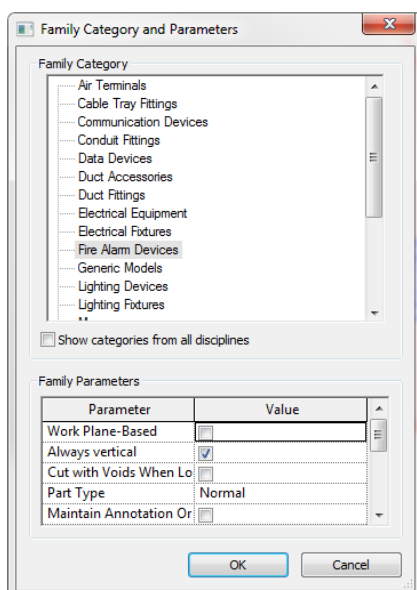 Family Category and Parameters
Family Category
Air Terminals
Cable Tray Fittings
Communication Devices
Conduit Fittings
Data Devices
Duct Accessories
Duct Fittings
Electrical Equipment
Electrical Fixtures
Fire Alarm Devices
Generic Models
Lighting Devices
Lighting Fixtures
Show categories from all disciplines
Family Parameters
Parameter Value
Work Plane-Based
Always vertical
Cut with Voids When Lo
Part Type Normal
Maintain Annotation Or
OK Cancel